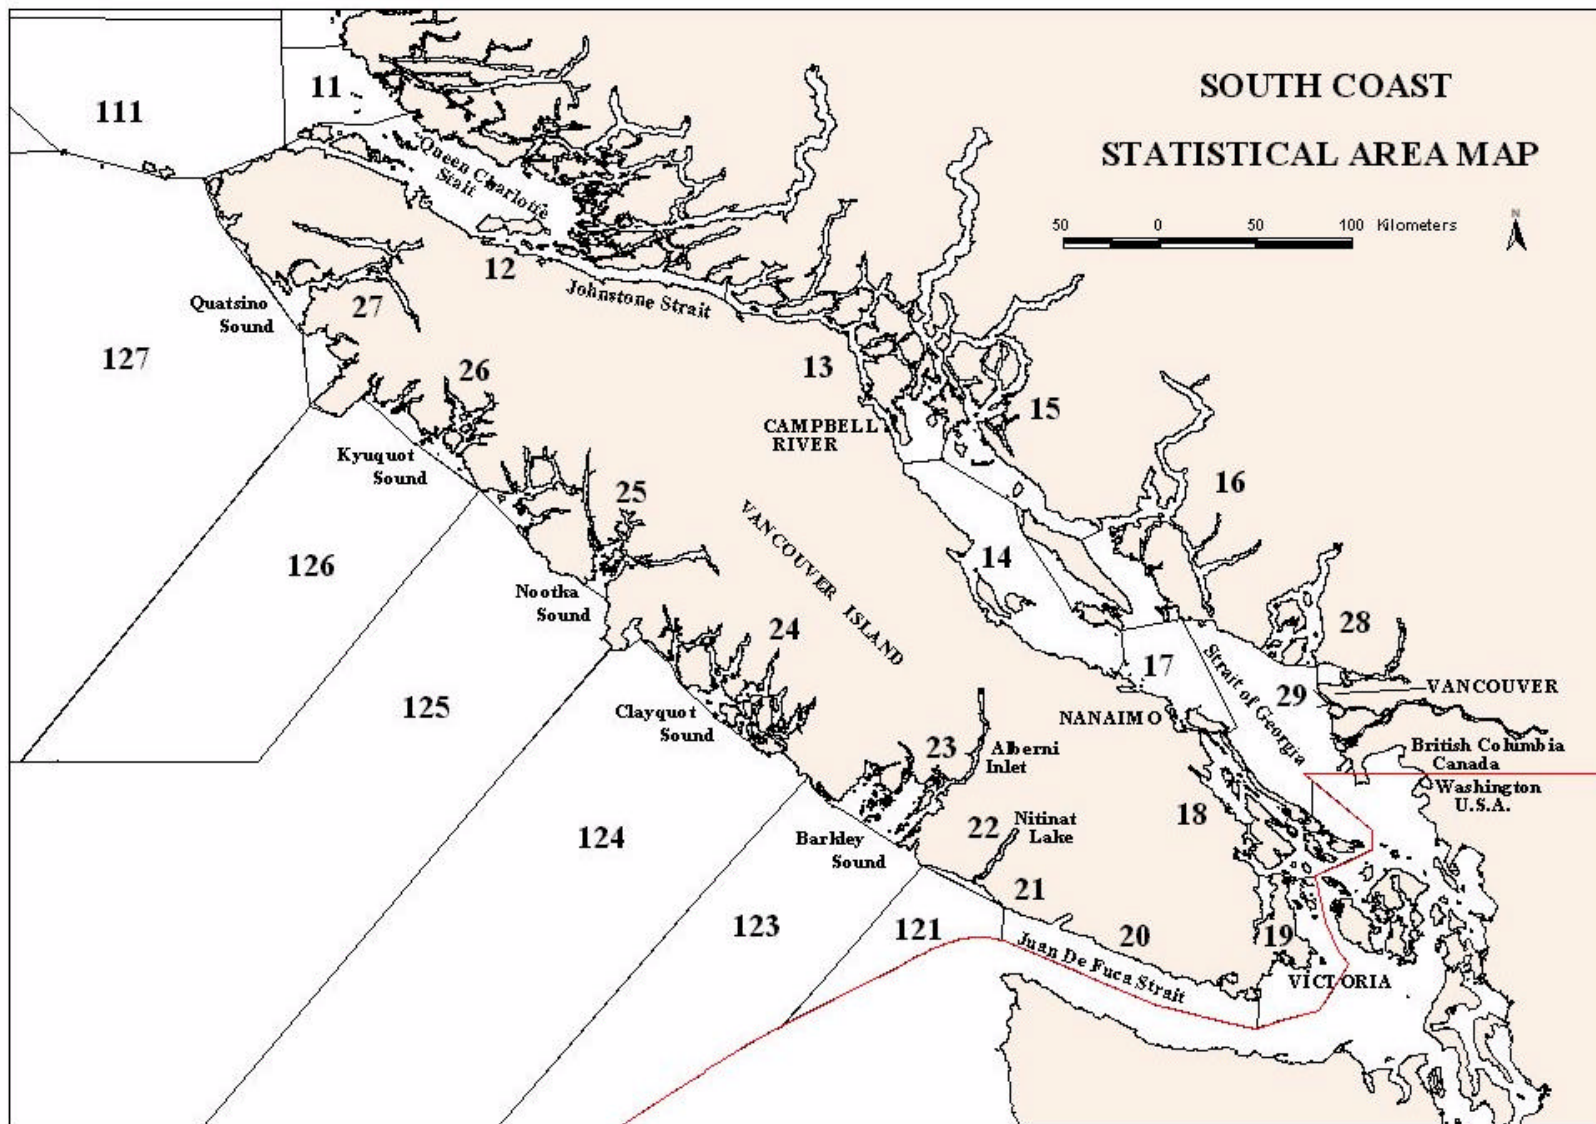 SOUTH COAST
STATISTICAL AREA MAP
N
50 0 50 100 Kilometers
111
11
Queen Charlotte
Stait
12
Johnstone Strait
Quatsino
Sound
27
127
13
26
15
CAMPBELL
RIVER
Kyuquot
Sound
16
25
VANCOUVER ISLAND
14
126
Nootka
Sound
24
28
17
Strait of Georgia
29
VANCOUVER
125
Clayquot
Sound
NANAIMO
23
Alberni
Inlet
British Columbia
Canada
Washington
U.S.A.
18
22
Nitinat
Lake
124
Barkley
Sound
21
123
121
20
19
Juan De Fuca Strait
VICTORIA